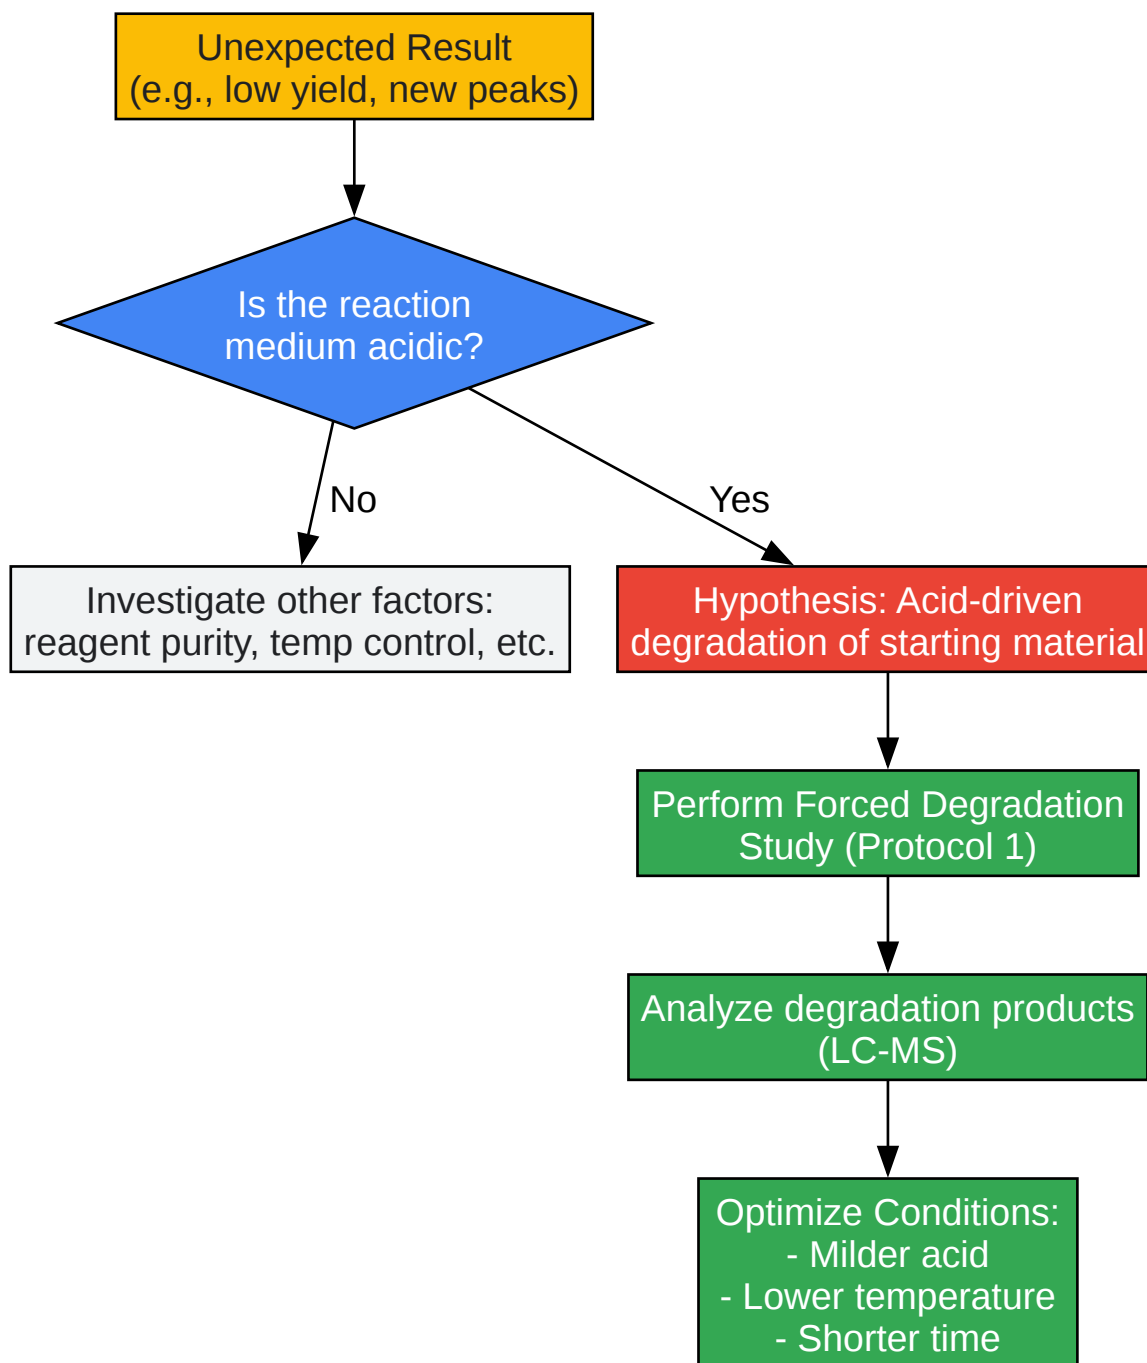 Unexpected Result
(e.g., low yield, new peaks)
Is the reaction
medium acidic?
No
Yes
Investigate other factors:
reagent purity, temp control, etc.
Hypothesis: Acid-driven
degradation of starting material
Perform Forced Degradation
Study (Protocol 1)
Analyze degradation products
(LC-MS)
Optimize Conditions:
- Milder acid
- Lower temperature
- Shorter time